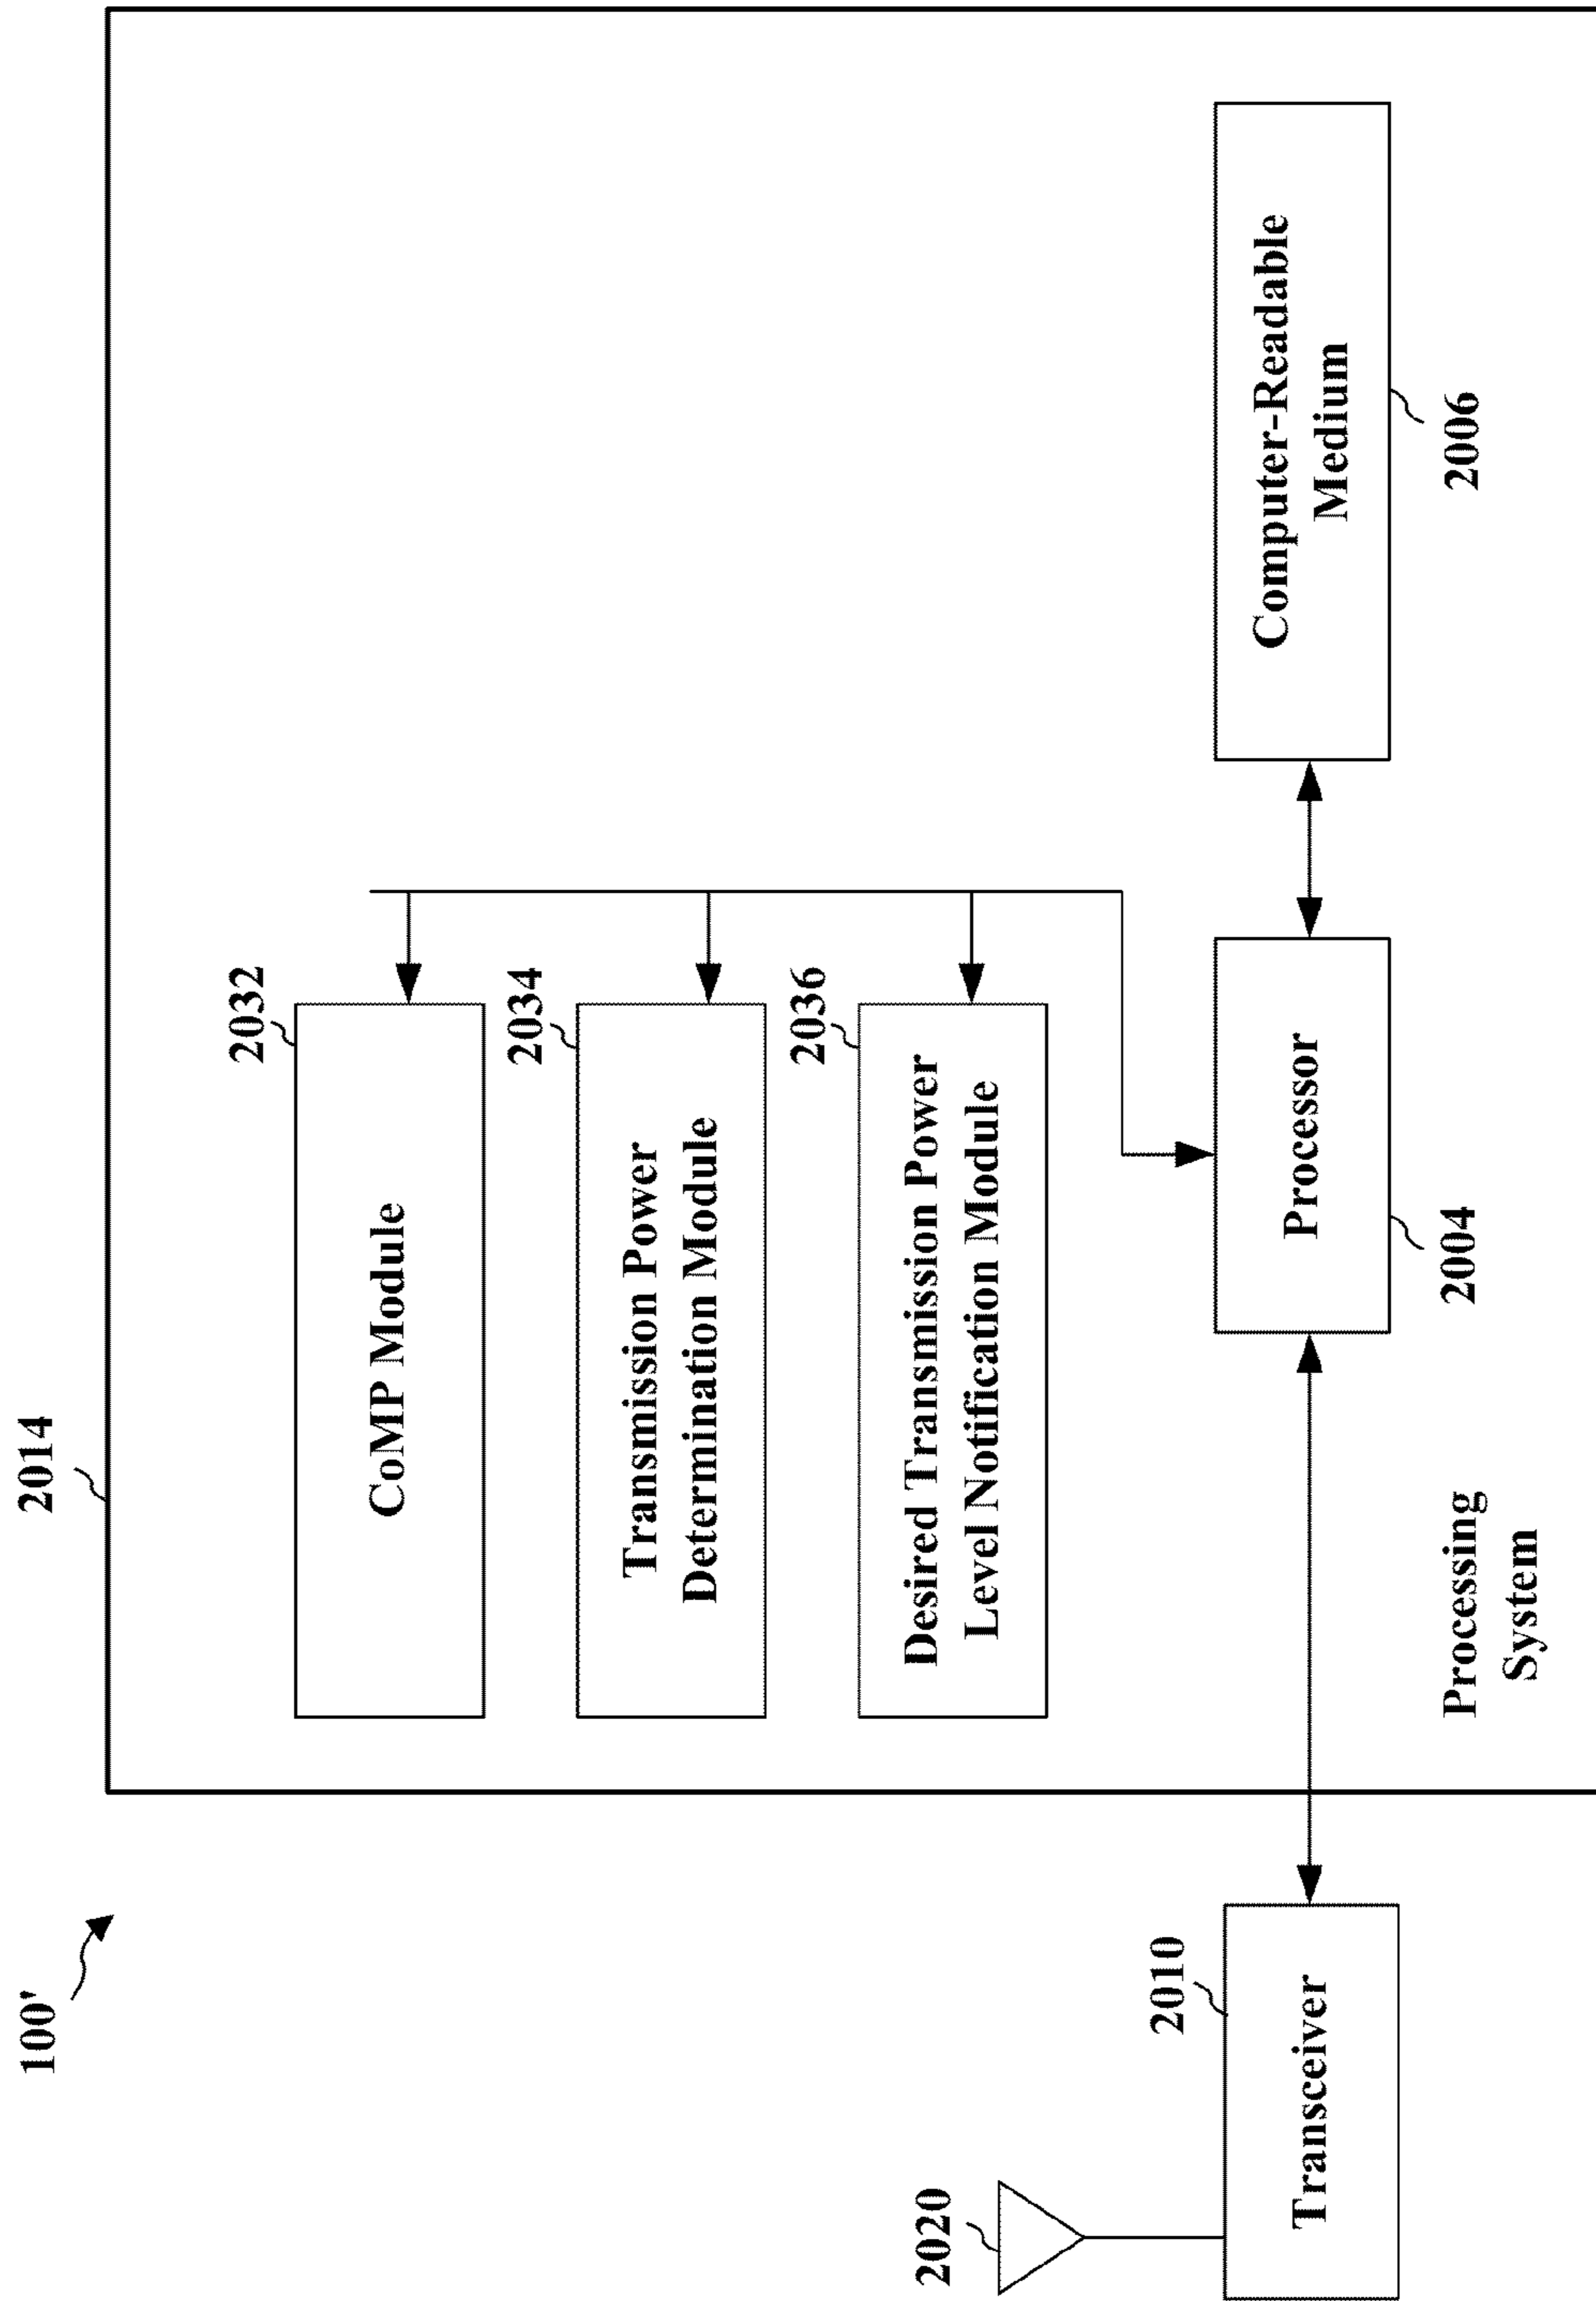 100'
2014
2032
CoMP Module
2034
Transmission Power
Determination Module
2036
Desired Transmission Power
Level Notification Module
2020
2010
Transceiver
Processor
2004
Computer-Readable
Medium
2006
Processing
System